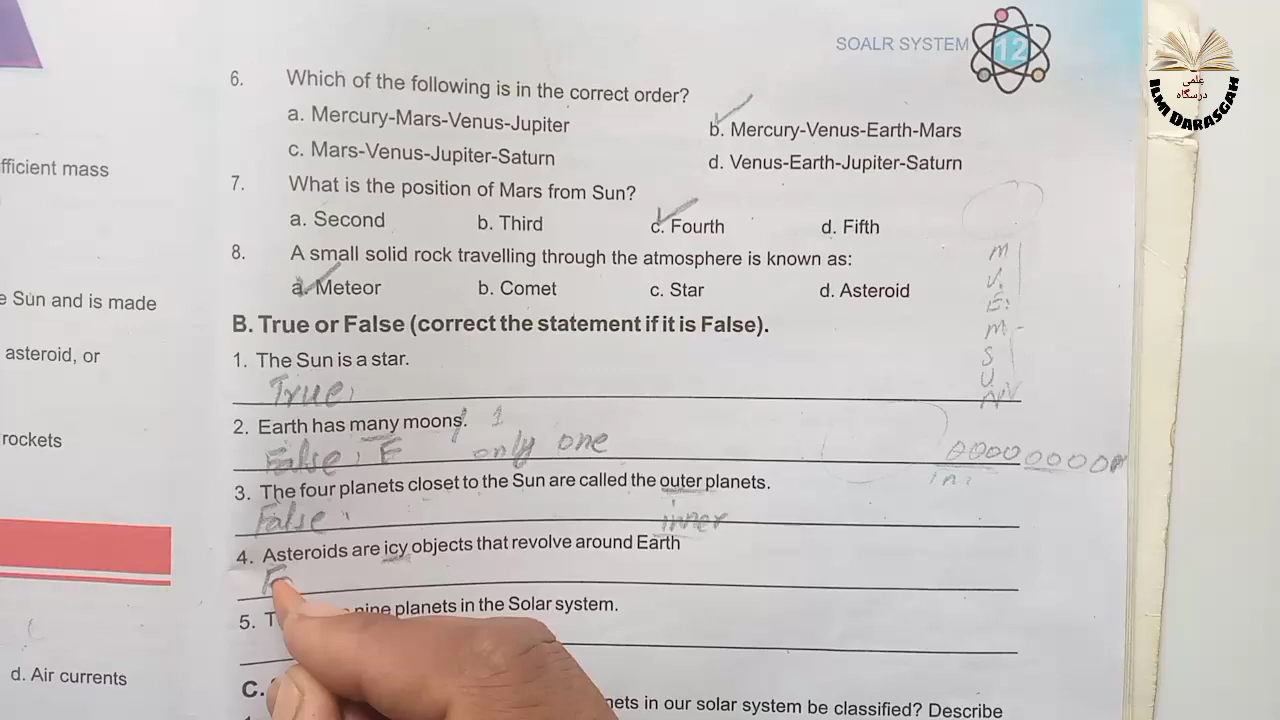 SOALR SYSTEM 12
علمی
درسگاه
ILMI DARASGAH
6. Which of the following is in the correct order?
a. Mercury-Mars-Venus-Jupiter b. Mercury-Venus-Earth-Mars
c. Mars-Venus-Jupiter-Saturn d. Venus-Earth-Jupiter-Saturn
fficient mass
7. What is the position of Mars from Sun?
a. Second b. Third c. Fourth d. Fifth
8. A small solid rock travelling through the atmosphere is known as:
a. Meteor b. Comet c. Star d. Asteroid
m
V.
E.
m
S
U
N
e Sun and is made
B. True or False (correct the statement if it is False).
asteroid, or
1. The Sun is a star.
True
2. Earth has many moons. 1
rockets
False, E only one
3. The four planets closet to the Sun are called the outer planets.
False inner
4. Asteroids are icy objects that revolve around Earth
F
5. T nine planets in the Solar system.
d. Air currents
C.
nets in our solar system be classified? Describe